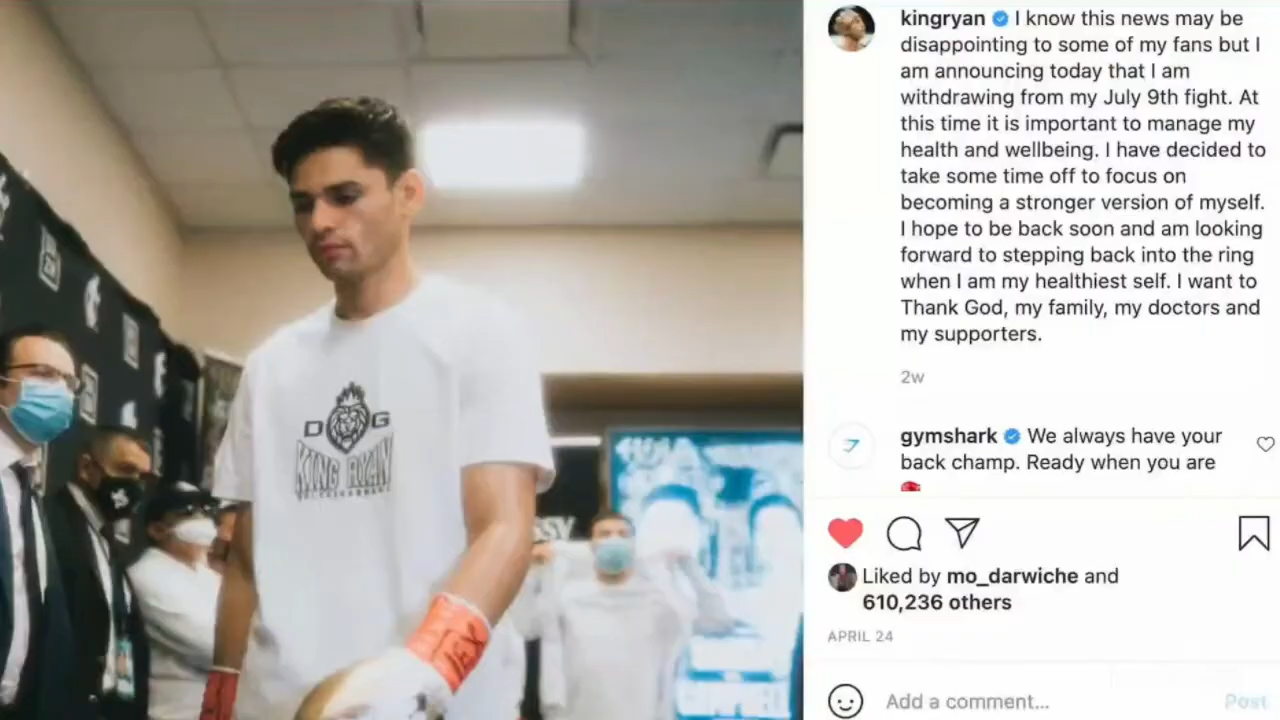 kingryan I know this news may be
disappointing to some of my fans but I
am announcing today that I am
withdrawing from my July 9th fight. At
this time it is important to manage my
health and wellbeing. I have decided to
take some time off to focus on
becoming a stronger version of myself.
I hope to be back soon and am looking
forward to stepping back into the ring
when I am my healthiest self. I want to
Thank God, my family, my doctors and
my supporters.
2w
gymshark We always have your
back champ. Ready when you are
Liked by mo_darwiche and
610,236 others
APRIL 24
Add a comment...
Post
D G
KING RYAN